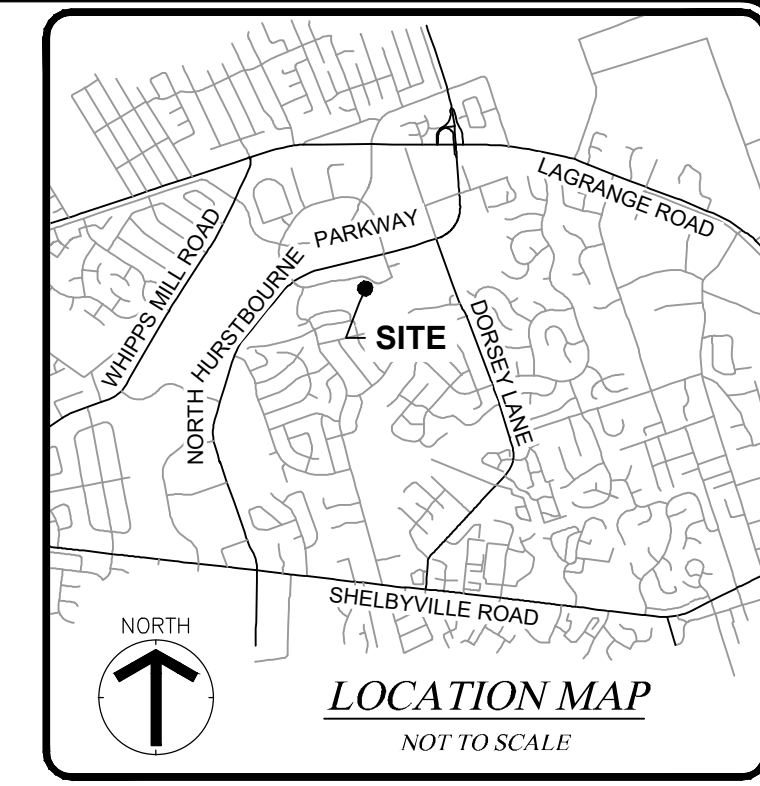 LAGRANGE ROAD
WHIPPS MILL ROAD
NORTH HURSTBOURNE PARKWAY
SITE
DORSEY LANE
SHELBYVILLE ROAD
NORTH
LOCATION MAP
NOT TO SCALE